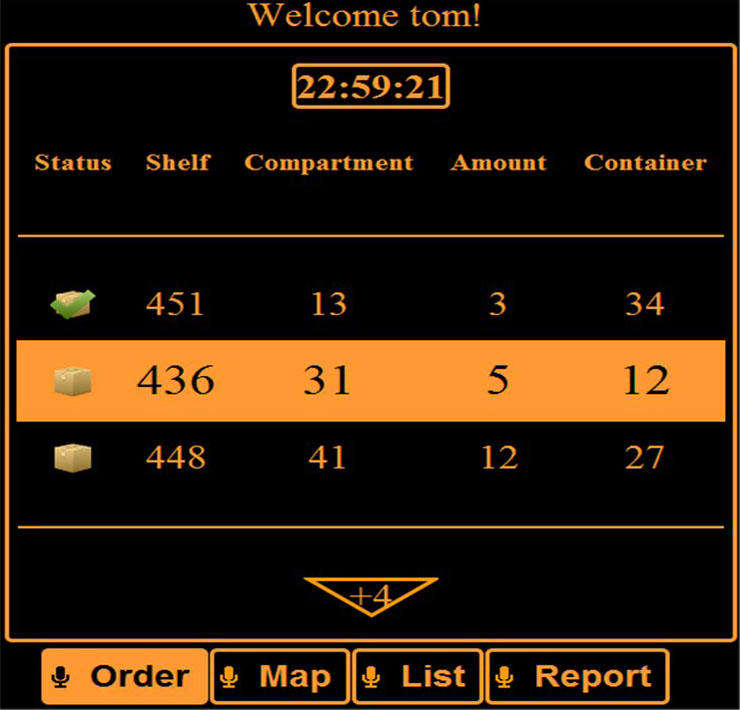 Welcome tom!
22:59:21
Status Shelf Compartment Amount Container
451 13 3 34
436 31 5 12
448 41 12 27
+4
Order Map List Report